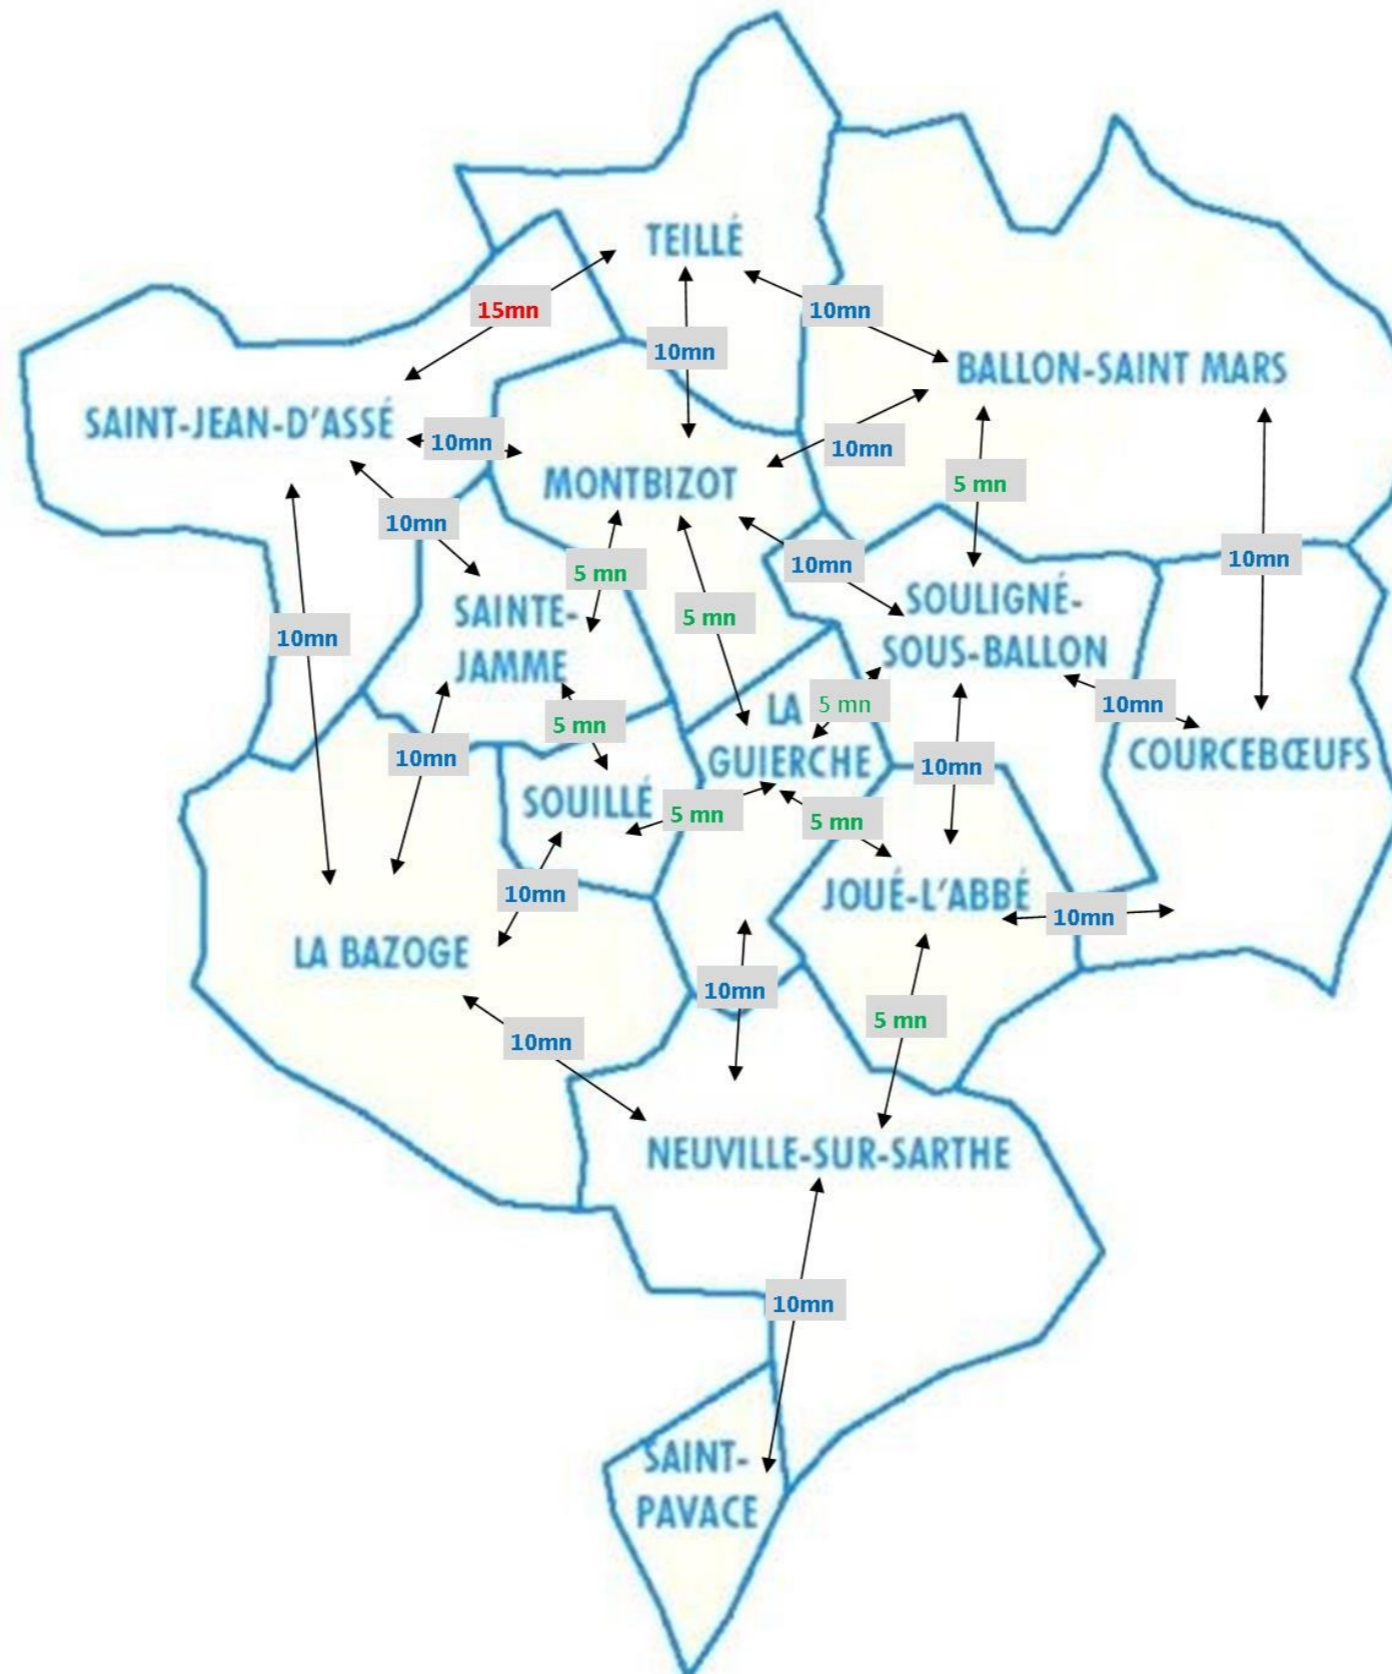 TEILLÉ
15mn
10mn
10mn
BALLON-SAINT MARS
SAINT-JEAN-D'ASSÉ
10mn
10mn
MONTBIZOT
5 mn
10mn
10mn
5 mn
10mn
SOULIGNÉ-
SOUS-BALLON
SAINTE-
JAMME
5 mn
10mn
10mn
5 mn
5 mn
10mn
LA
GUIERCHE
10mn
10mn
COURCEBŒUFS
SOUILLÉ
5 mn
5 mn
10mn
JOUÉ-L'ABBÉ
10mn
LA BAZOGE
10mn
5 mn
10mn
NEUVILLE-SUR-SARTHE
10mn
SAINT-
PAVACE